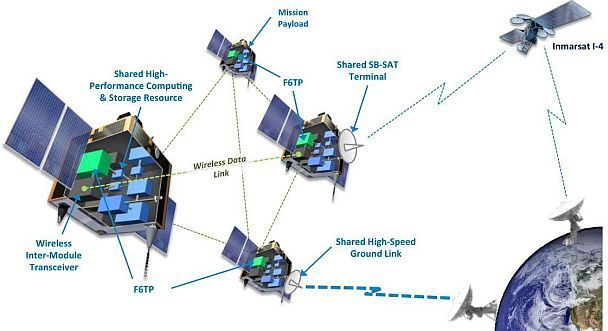 Mission
Payload
Shared High-
Performance Computing
& Storage Resource
F6TP
Shared SB-SAT
Terminal
Inmarsat I-4
Wireless Data
Link
Wireless
Inter-Module
Transceiver
F6TP
Shared High-Speed
Ground Link